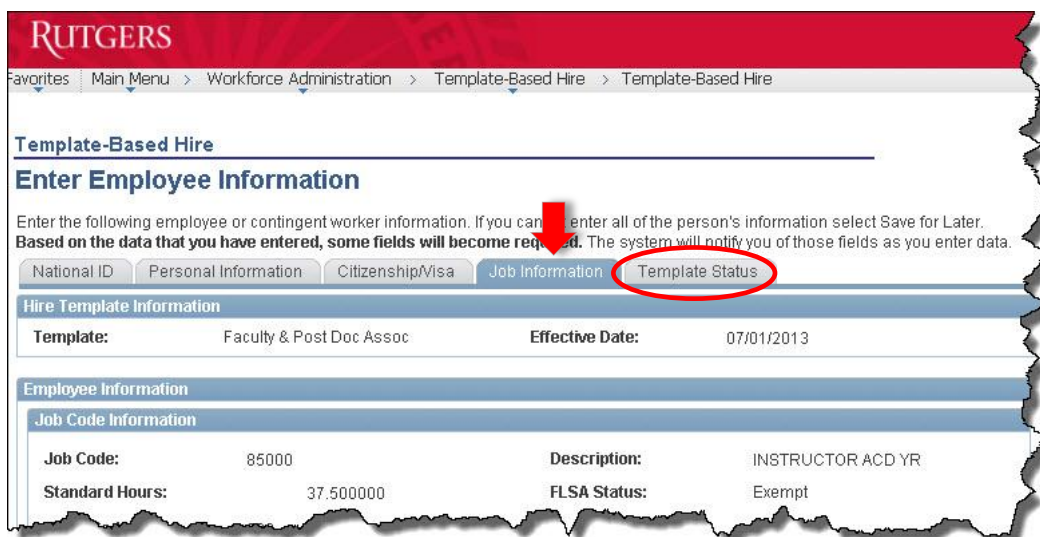 RUTGERS
Favorites Main Menu > Workforce Administration > Template-Based Hire > Template-Based Hire
Template-Based Hire
Enter Employee Information
Enter the following employee or contingent worker information. If you enter all of the person's information select Save for Later.
Based on the data that you have entered, some fields will become required. The system will notify you of those fields as you enter data.
National ID Personal Information Citizenship/Visa Job Information Template Status
Hire Template Information
Template: Faculty & Post Doc Assoc Effective Date: 07/01/2013
Employee Information
Job Code Information
Job Code: 85000 Description: INSTRUCTOR ACD YR
Standard Hours: 37.500000 FLSA Status: Exempt